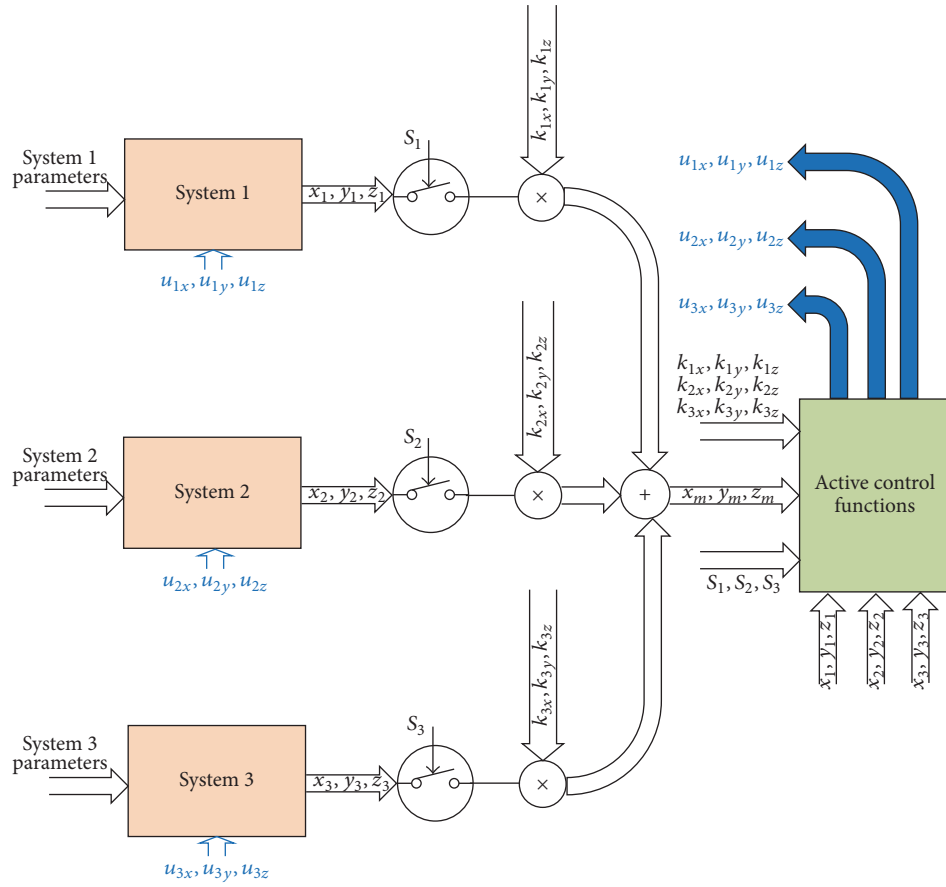 k1x, k1y, k1z
System 1
parameters
System 1
x1, y1, z1
S1
×
u1x, u1y, u1z
u1x, u1y, u1z
u2x, u2y, u2z
u3x, u3y, u3z
k2x, k2y, k2z
k1x, k1y, k1z
k2x, k2y, k2z
k3x, k3y, k3z
System 2
parameters
System 2
x2, y2, z2
S2
×
+
xm, ym, zm
Active control
functions
u2x, u2y, u2z
S1, S2, S3
x1, y1, z1
x2, y2, z2
x3, y3, z3
k3x, k3y, k3z
System 3
parameters
System 3
x3, y3, z3
S3
×
u3x, u3y, u3z